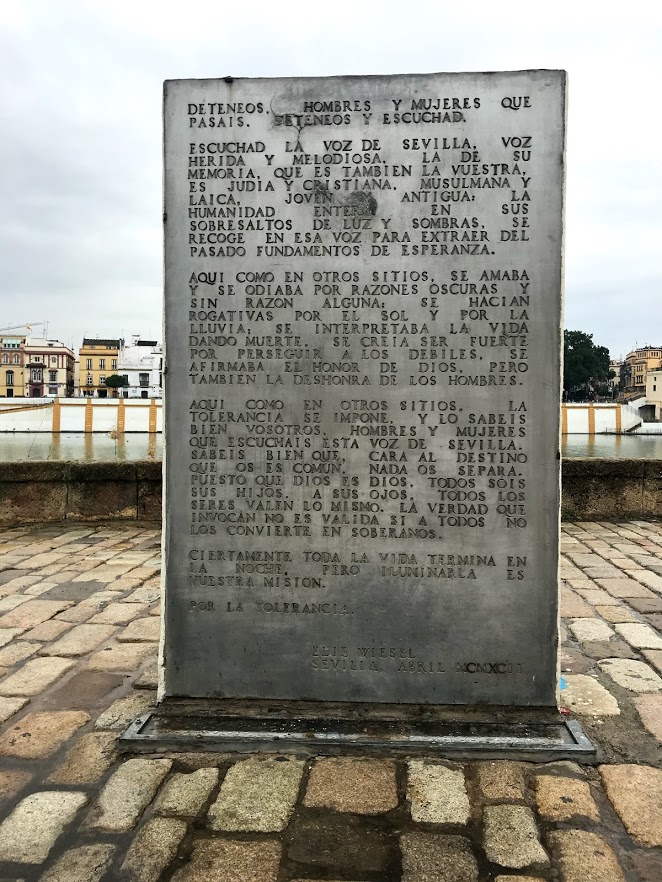 DETENEOS. HOMBRES Y MUJERES QUE
PASAIS. DETENEOS Y ESCUCHAD.
ESCUCHAD LA VOZ DE SEVILLA, VOZ
HERIDA Y MELODIOSA. LA DE SU
MEMORIA, QUE ES TAMBIEN LA VUESTRA,
ES JUDIA Y CRISTIANA, MUSULMANA Y
LAICA, JOVEN Y ANTIGUA: LA
HUMANIDAD ENTERA EN SUS
SOBRESALTOS DE LUZ Y SOMBRAS, SE
RECOGE EN ESA VOZ PARA EXTRAER DEL
PASADO FUNDAMENTOS DE ESPERANZA.
AQUI COMO EN OTROS SITIOS, SE AMABA
Y SE ODIABA POR RAZONES OSCURAS Y
SIN RAZON ALGUNA; SE HACIAN
ROGATIVAS POR EL SOL Y POR LA
LLUVIA; SE INTERPRETABA LA VIDA
DANDO MUERTE. SE CREIA SER FUERTE
POR PERSEGUIR A LOS DEBILES, SE
AFIRMABA EL HONOR DE DIOS, PERO
TAMBIEN LA DESHONRA DE LOS HOMBRES.
AQUI COMO EN OTROS SITIOS, LA
TOLERANCIA SE IMPONE, Y LO SABEIS
BIEN VOSOTROS, HOMBRES Y MUJERES
QUE ESCUCHAIS ESTA VOZ DE SEVILLA.
SABEIS BIEN QUE, CARA AL DESTINO
QUE OS ES COMUN, NADA OS SEPARA.
PUESTO QUE DIOS ES DIOS, TODOS SOIS
SUS HIJOS. A SUS OJOS, TODOS LOS
SERES VALEN LO MISMO. LA VERDAD QUE
INVOCAN NO ES VALIDA SI A TODOS NO
LOS CONVIERTE EN SOBERANOS.
CIERTAMENTE TODA LA VIDA TERMINA EN
LA NOCHE, PERO ILUMINARLA ES
VUESTRA MISION.
POR LA TOLERANCIA.
ELIE WIESEL
SEVILLA, ABRIL MCMXCII